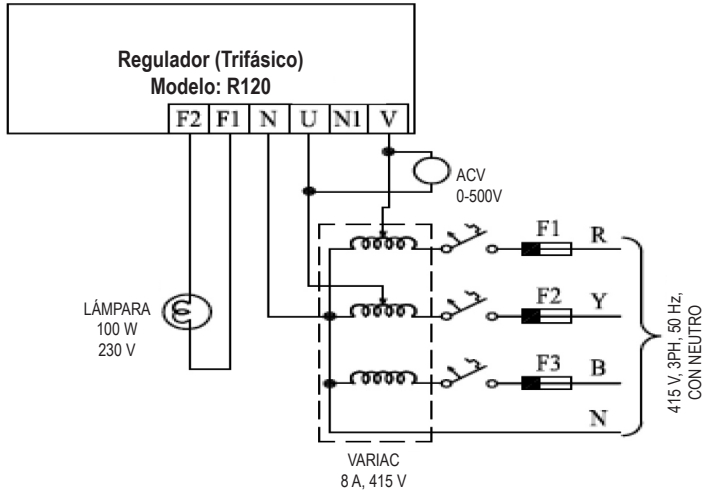 Regulador (Trifásico)
Modelo: R120
F2 F1 N U N1 V
ACV
0-500V
F1 R
LÁMPARA
100 W
230 V
F2 Y
F3 B
N
415 V, 3PH, 50 Hz,
CON NEUTRO
VARIAC
8 A, 415 V